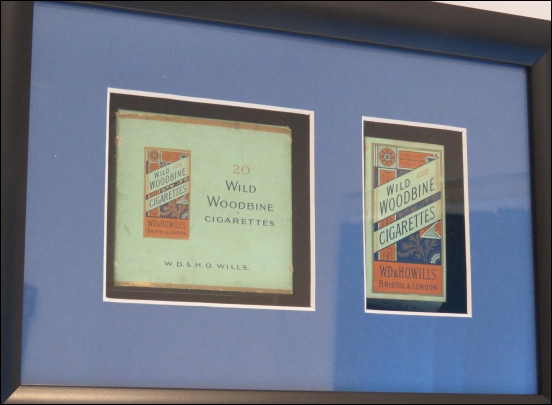 WILD
WOODBINE
CIGARETTES
W.D.& H.O.WILLS.
BRISTOL & LONDON.
20
WILD
WOODBINE
CIGARETTES
W.D. & H.O. WILLS.
WILD
WOODBINE
CIGARETTES
W.D.& H.O.WILLS.
BRISTOL & LONDON.